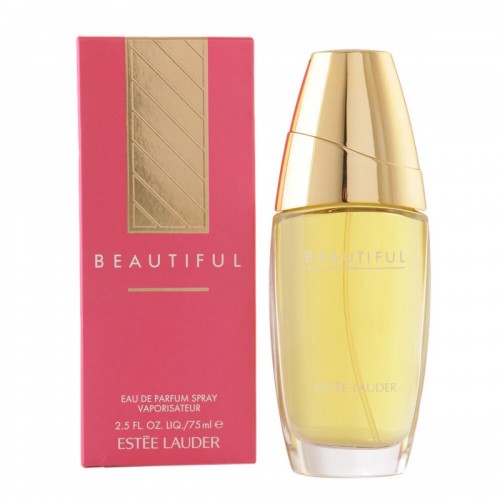 BEAUTIFUL
EAU DE PARFUM SPRAY
VAPORISATEUR
2.5 FL. OZ. LIQ./75 ml ℮
ESTĒE LAUDER
BEAUTIFUL
ESTĒE LAUDER